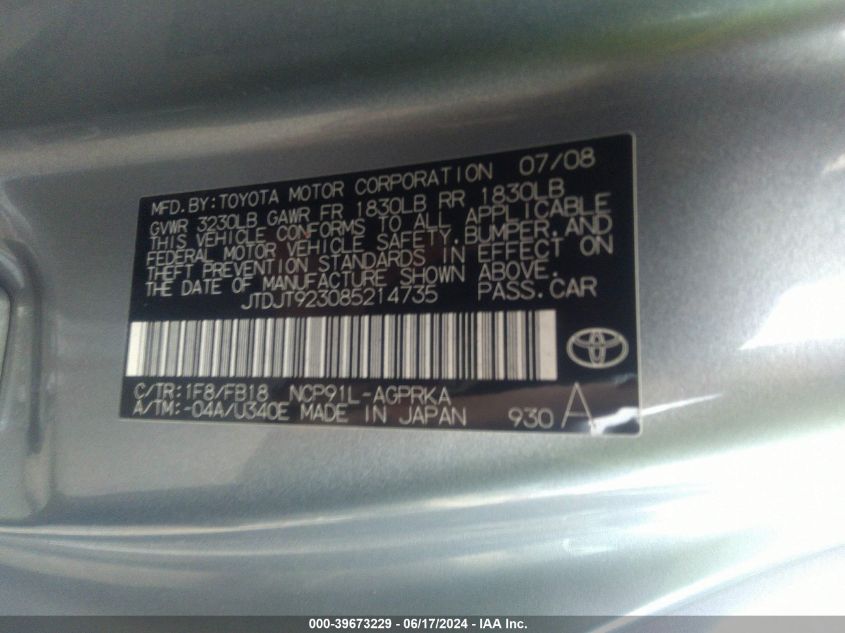 MFD.BY:TOYOTA MOTOR CORPORATION 07/08
GVWR 3230LB GAWR FR 1830LB RR 1830LB
THIS VEHICLE CONFORMS TO ALL APPLICABLE
FEDERAL MOTOR VEHICLE SAFETY,BUMPER,AND
THEFT PREVENTION STANDARDS IN EFFECT ON
THE DATE OF MANUFACTURE SHOWN ABOVE.
JTDJT923085214735 PASS.CAR
C/TR:1F8/FB18 NCP91L-AGPRKA
A/TM:-04A/U340E MADE IN JAPAN 930 A
000-39673229 - 06/17/2024 - IAA Inc.